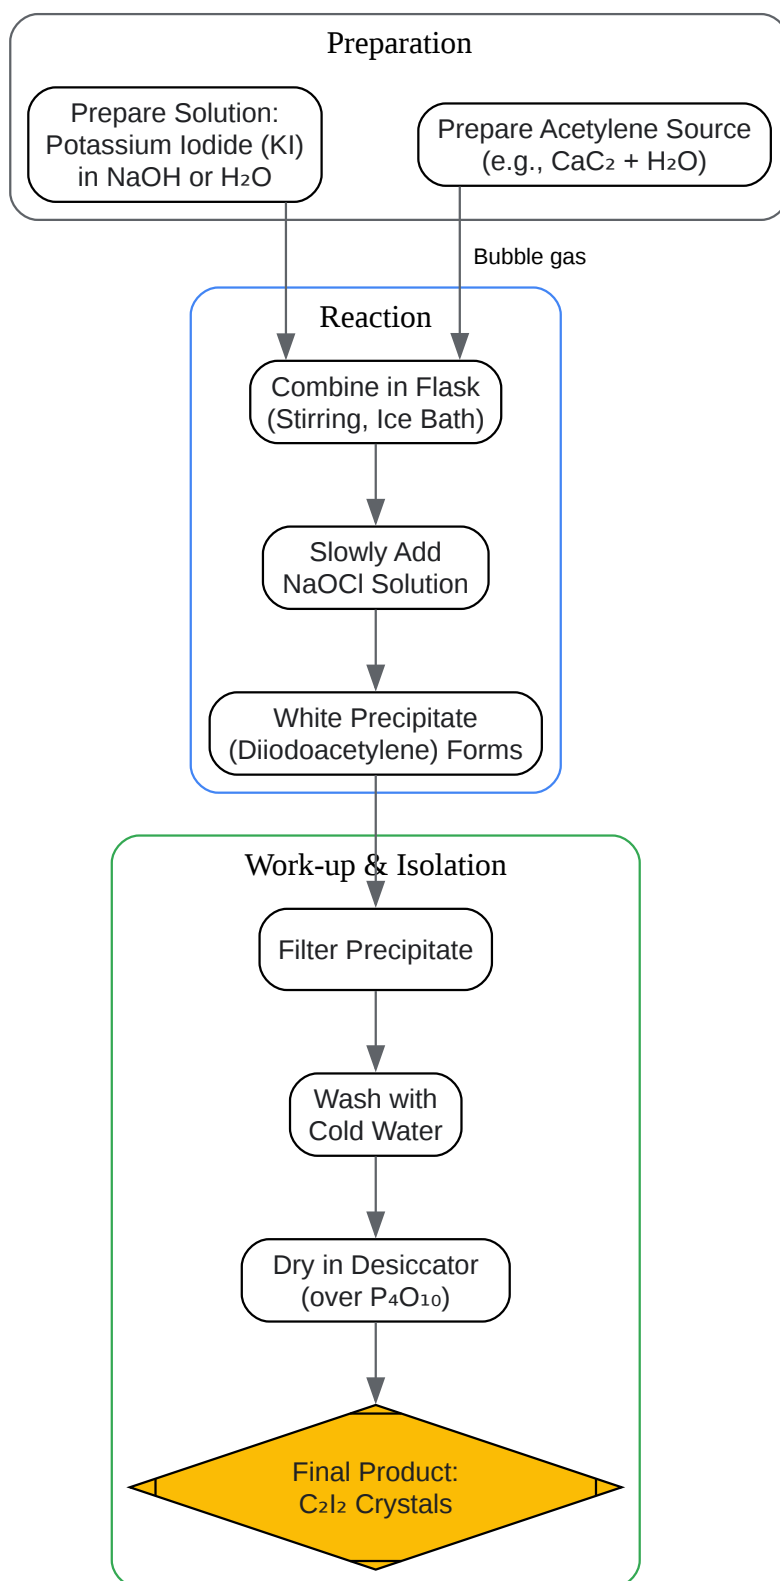 Preparation
Prepare Solution:
Potassium Iodide (KI)
in NaOH or H₂O
Prepare Acetylene Source
(e.g., CaC₂ + H₂O)
Bubble gas
Reaction
Combine in Flask
(Stirring, Ice Bath)
Slowly Add
NaOCl Solution
White Precipitate
(Diiodoacetylene) Forms
Work-up & Isolation
Filter Precipitate
Wash with
Cold Water
Dry in Desiccator
(over P₄O₁₀)
Final Product:
C₂I₂ Crystals